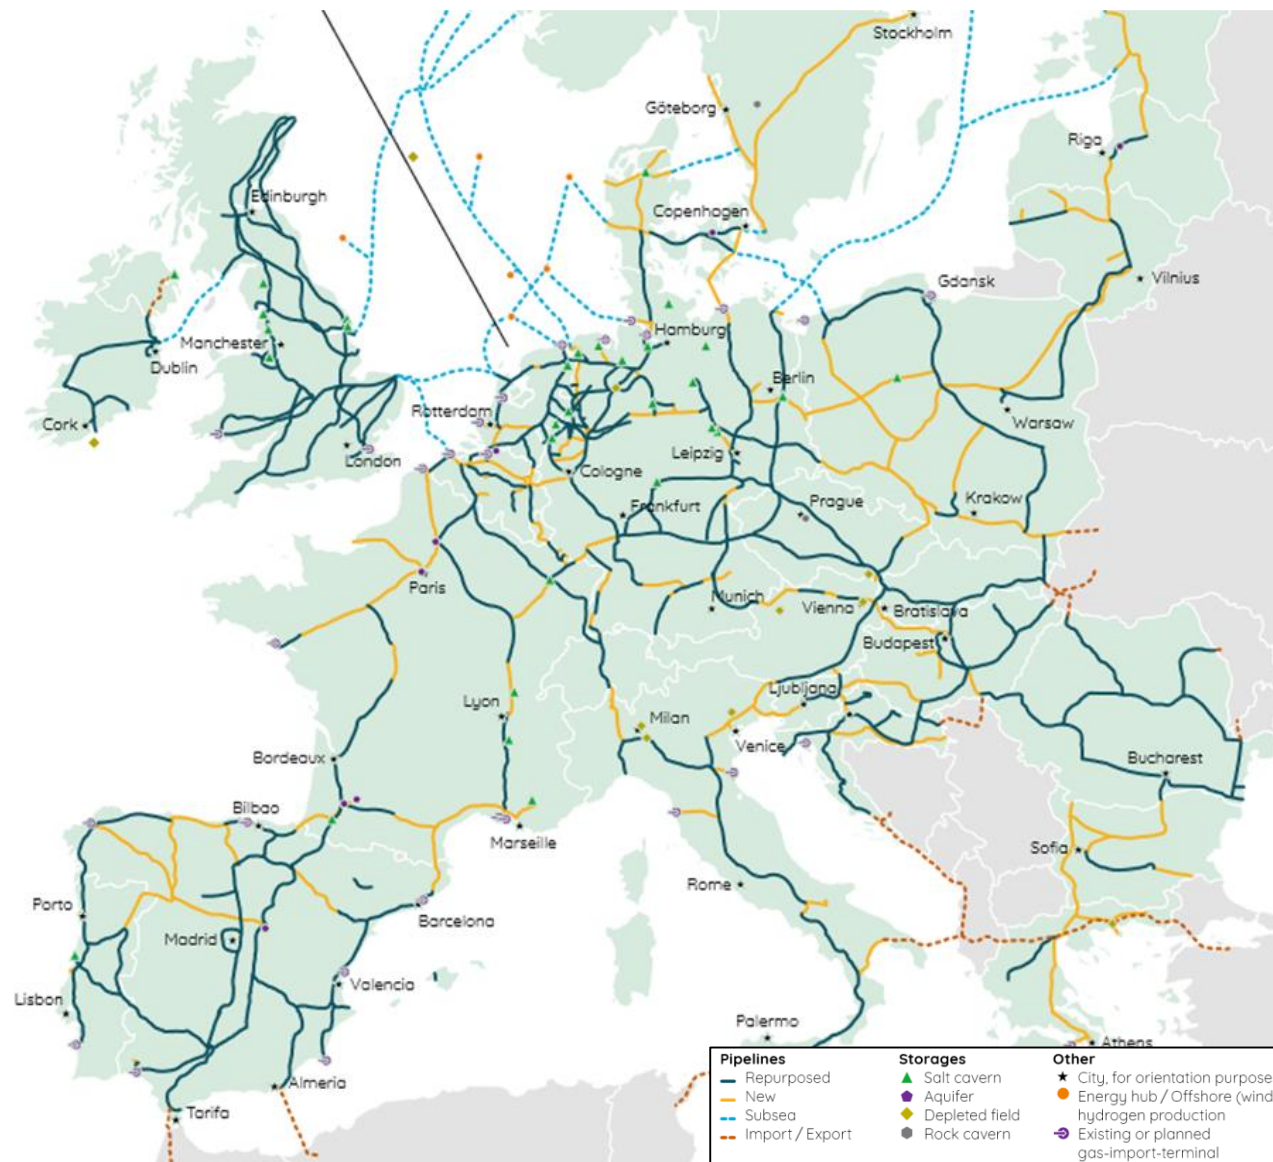 Stockholm
Göteborg
Riga
Edinburgh
Copenhagen
Vilnius
Gdansk
Hamburg
Manchester
Dublin
Berlin
Rotterdam
Warsaw
Cork
London
Leipzig
Cologne
Prague
Krakow
Frankfurt
Paris
Munich
Vienna
Bratislava
Budapest
Ljubljana
Lyon
Milan
Venice
Bordeaux
Bucharest
Bilbao
Marseille
Sofia
Rome
Porto
Barcelona
Madrid
Valencia
Lisbon
Palermo
Athens
Almeria
Tarifa
Pipelines
Repurposed
New
Subsea
Import / Export
Storages
Salt cavern
Aquifer
Depleted field
Rock cavern
Other
City, for orientation purpose
Energy hub / Offshore (wind
hydrogen production
Existing or planned
gas-import-terminal